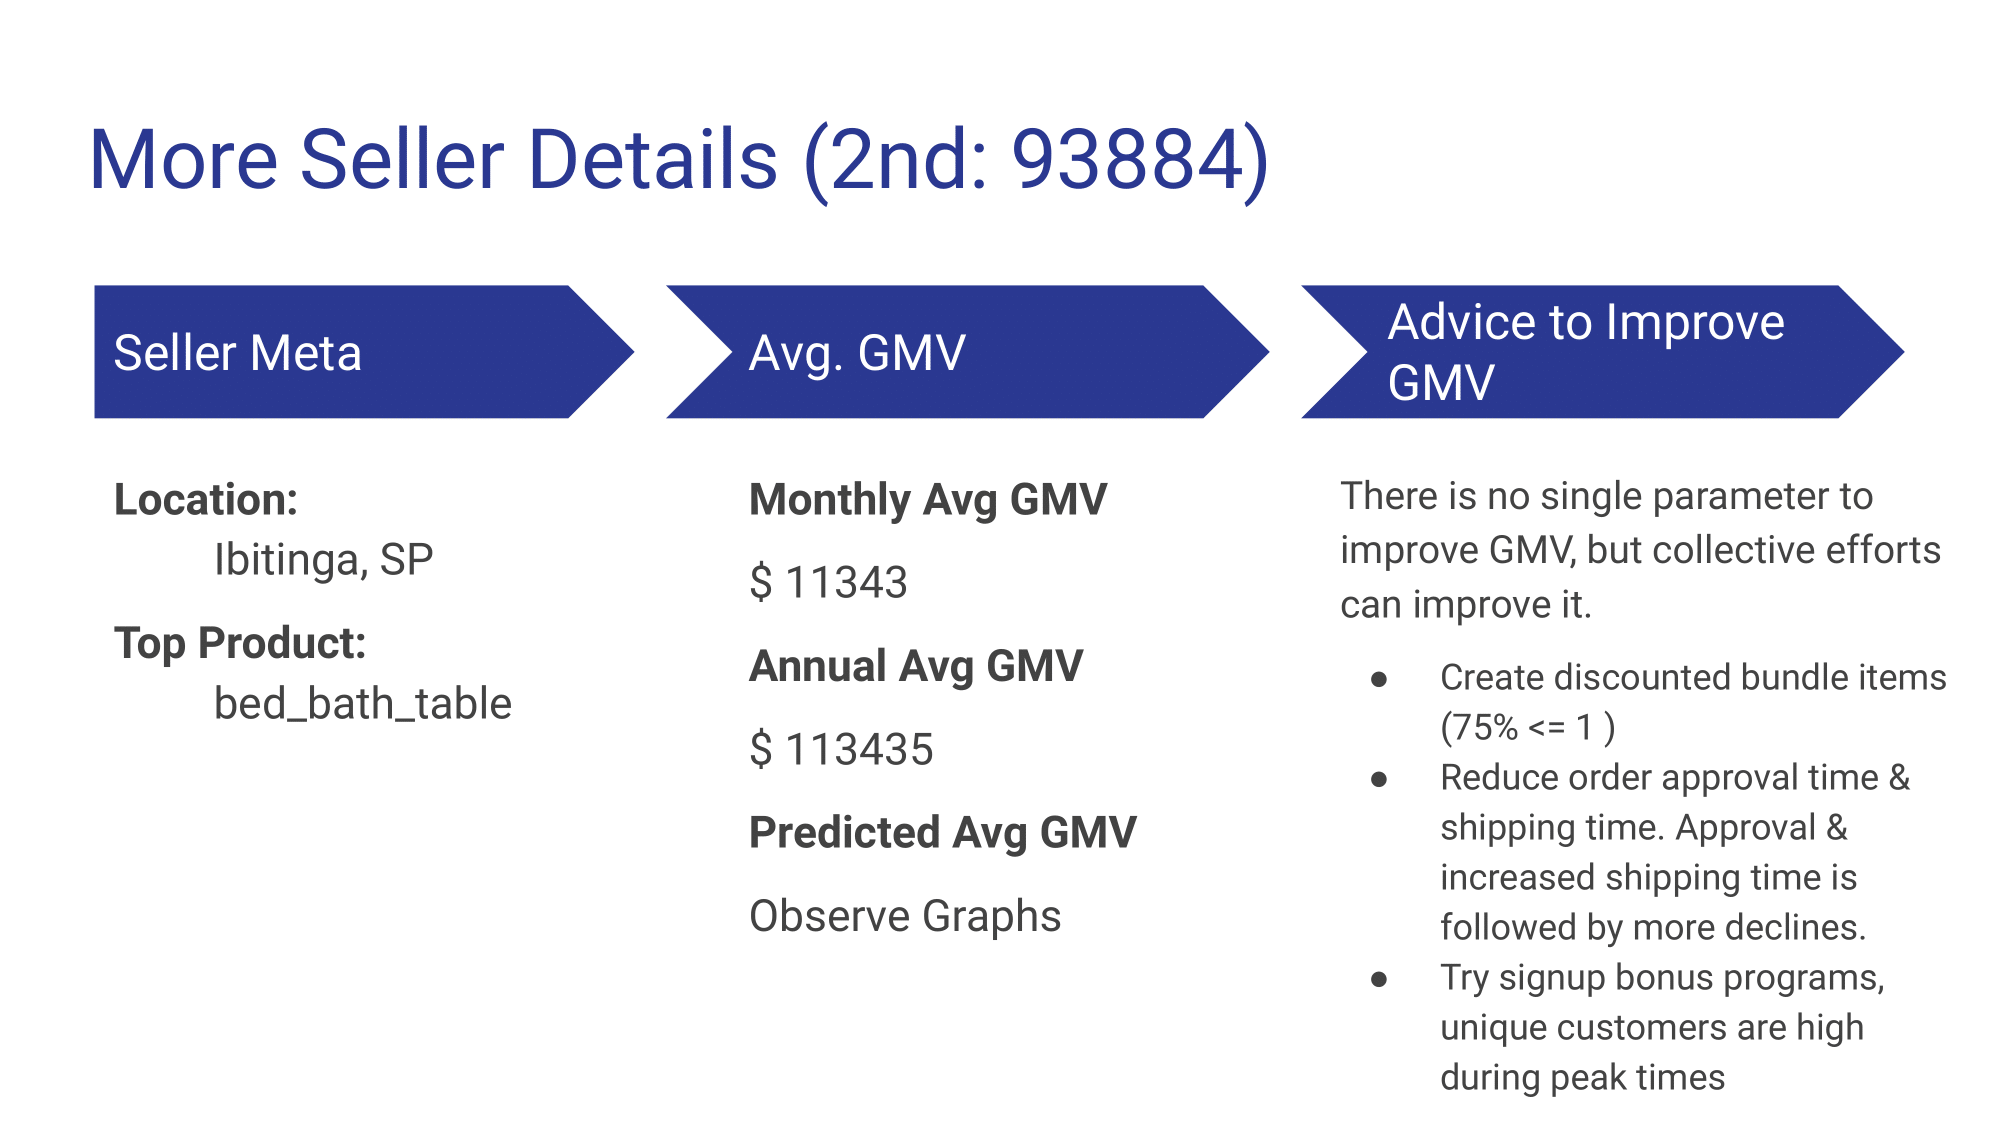 More Seller Details (2nd: 93884)
Seller Meta
Location:
Ibitinga, SP
Top Product:
bed_bath_table
Avg. GMV
Monthly Avg GMV
$ 11343
Annual Avg GMV
$ 113435
Predicted Avg GMV
Observe Graphs
Advice to Improve
GMV
There is no single parameter to
improve GMV, but collective efforts
can improve it.
● Create discounted bundle items
(75% <= 1 )
● Reduce order approval time &
shipping time. Approval &
increased shipping time is
followed by more declines.
● Try signup bonus programs,
unique customers are high
during peak times